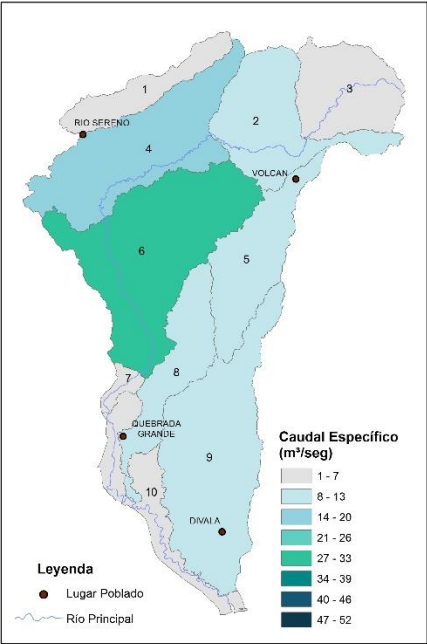 1
2
3
RIO SERENO
4
VOLCAN
6
5
7
8
QUEBRADA
GRANDE
9
10
DIVALA
Caudal Específico
(m³/seg)
1 - 7
8 - 13
14 - 20
21 - 26
27 - 33
34 - 39
40 - 46
47 - 52
Leyenda
Lugar Poblado
Río Principal